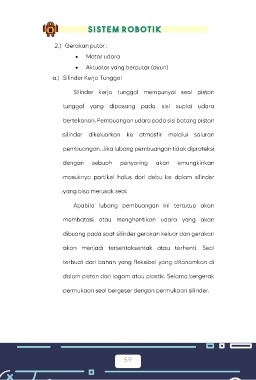 SISTEM ROBOTIK
2.) Gerakan putar :
• Motor udara
• Aktuator yang berputar (ayun)
a.) Silinder Kerja Tunggal
Silinder kerja tunggal mempunyai seal piston
tunggal yang dipasang pada sisi suplai udara
bertekanan. Pembuangan udara pada sisi batang piston
silinder dikeluarkan ke atmosfir melalui saluran
pembuangan. Jika lubang pembuangan tidak diproteksi
dengan sebuah penyaring akan emungkinkan
masuknya partikel halus dari debu ke dalam silinder
yang bisa merusak seal.
Apabila lubang pembuangan ini tertutup akan
membatasi atau menghentikan udara yang akan
dibuang pada saat silinder gerakan keluar dan gerakan
akan menjadi tersentaksentak atau terhenti. Seal
terbuat dari bahan yang fleksebel yang ditanamkan di
dalam piston dari logam atau plastik. Selama bergerak
permukaan seal bergeser dengan permukaan silinder.
59